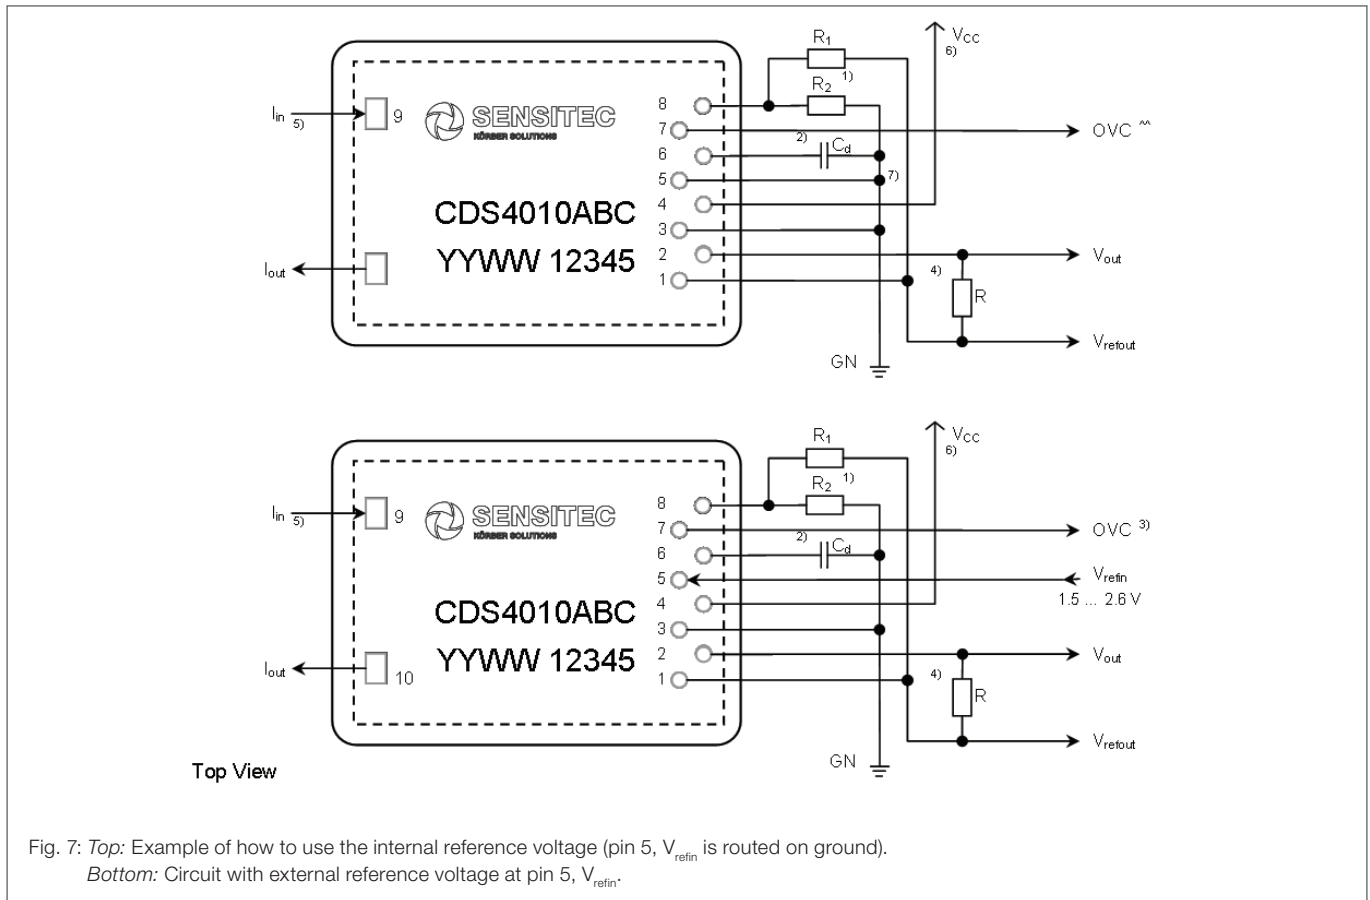 R1
1)
VCC
6)
R2
Iin 5)
9
SENSITEC
KÖRBER SOLUTIONS
8
7
OVC ^^
2) Cd
6
5
7)
4
CDS4010ABC
3
YYWW 12345
2
Vout
Iout
1
4)
R
Vrefout
GN
R1
1)
VCC
6)
R2
Iin 5)
9
SENSITEC
KÖRBER SOLUTIONS
8
7
OVC 3)
2) Cd
6
5
Vrefin
1.5 ... 2.6 V
4
CDS4010ABC
3
YYWW 12345
2
Vout
Iout
10
1
4)
R
Vrefout
GN
Top View
Fig. 7: Top: Example of how to use the internal reference voltage (pin 5, Vrefin is routed on ground).
Bottom: Circuit with external reference voltage at pin 5, Vrefin.